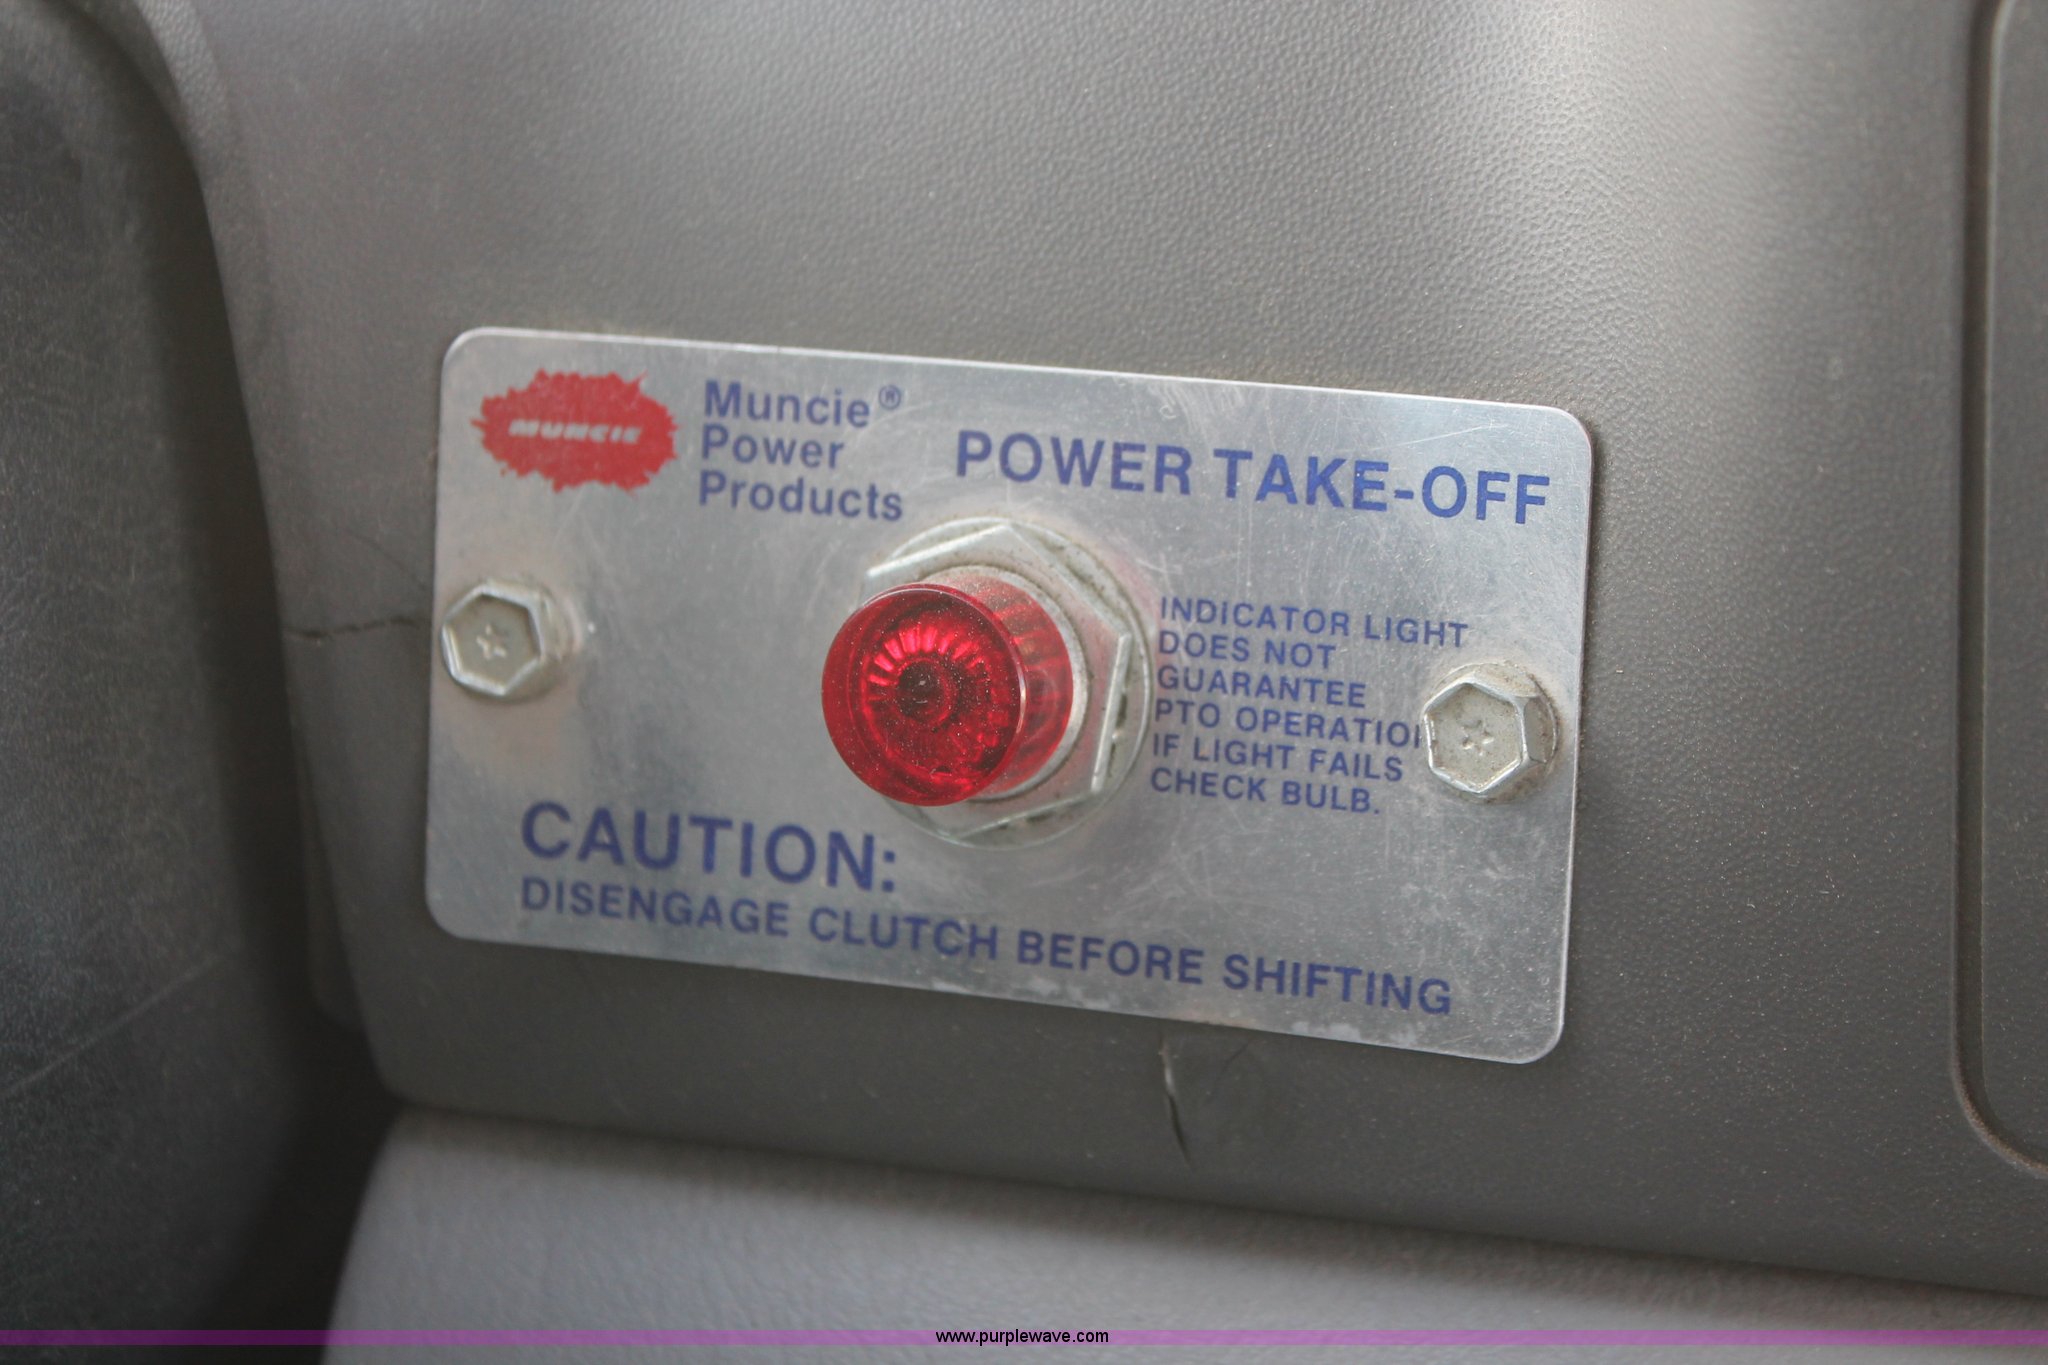 MUNCIE
Muncie®
Power
Products
POWER TAKE-OFF
INDICATOR LIGHT
DOES NOT
GUARANTEE
PTO OPERATION
IF LIGHT FAILS
CHECK BULB.
CAUTION:
DISENGAGE CLUTCH BEFORE SHIFTING
www.purplewave.com